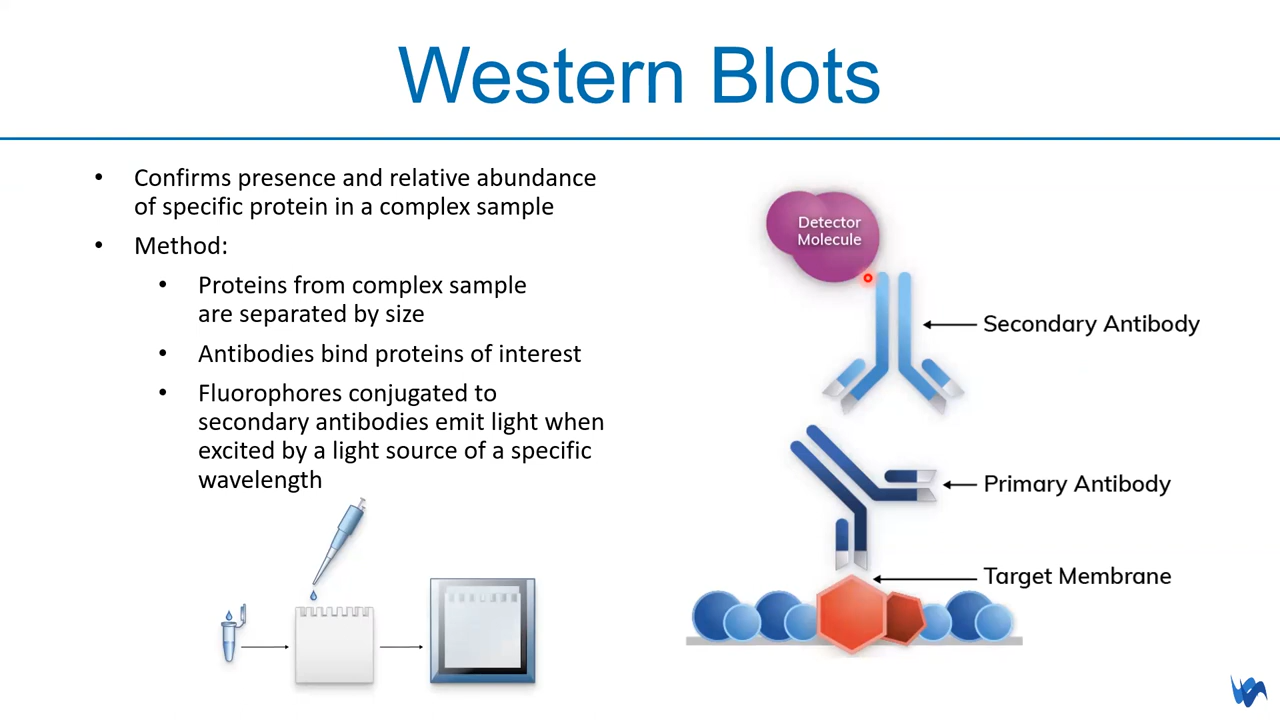 Western Blots
• Confirms presence and relative abundance
of specific protein in a complex sample
• Method:
• Proteins from complex sample
are separated by size
• Antibodies bind proteins of interest
• Fluorophores conjugated to
secondary antibodies emit light when
excited by a light source of a specific
wavelength
Detector
Molecule
Secondary Antibody
Primary Antibody
Target Membrane